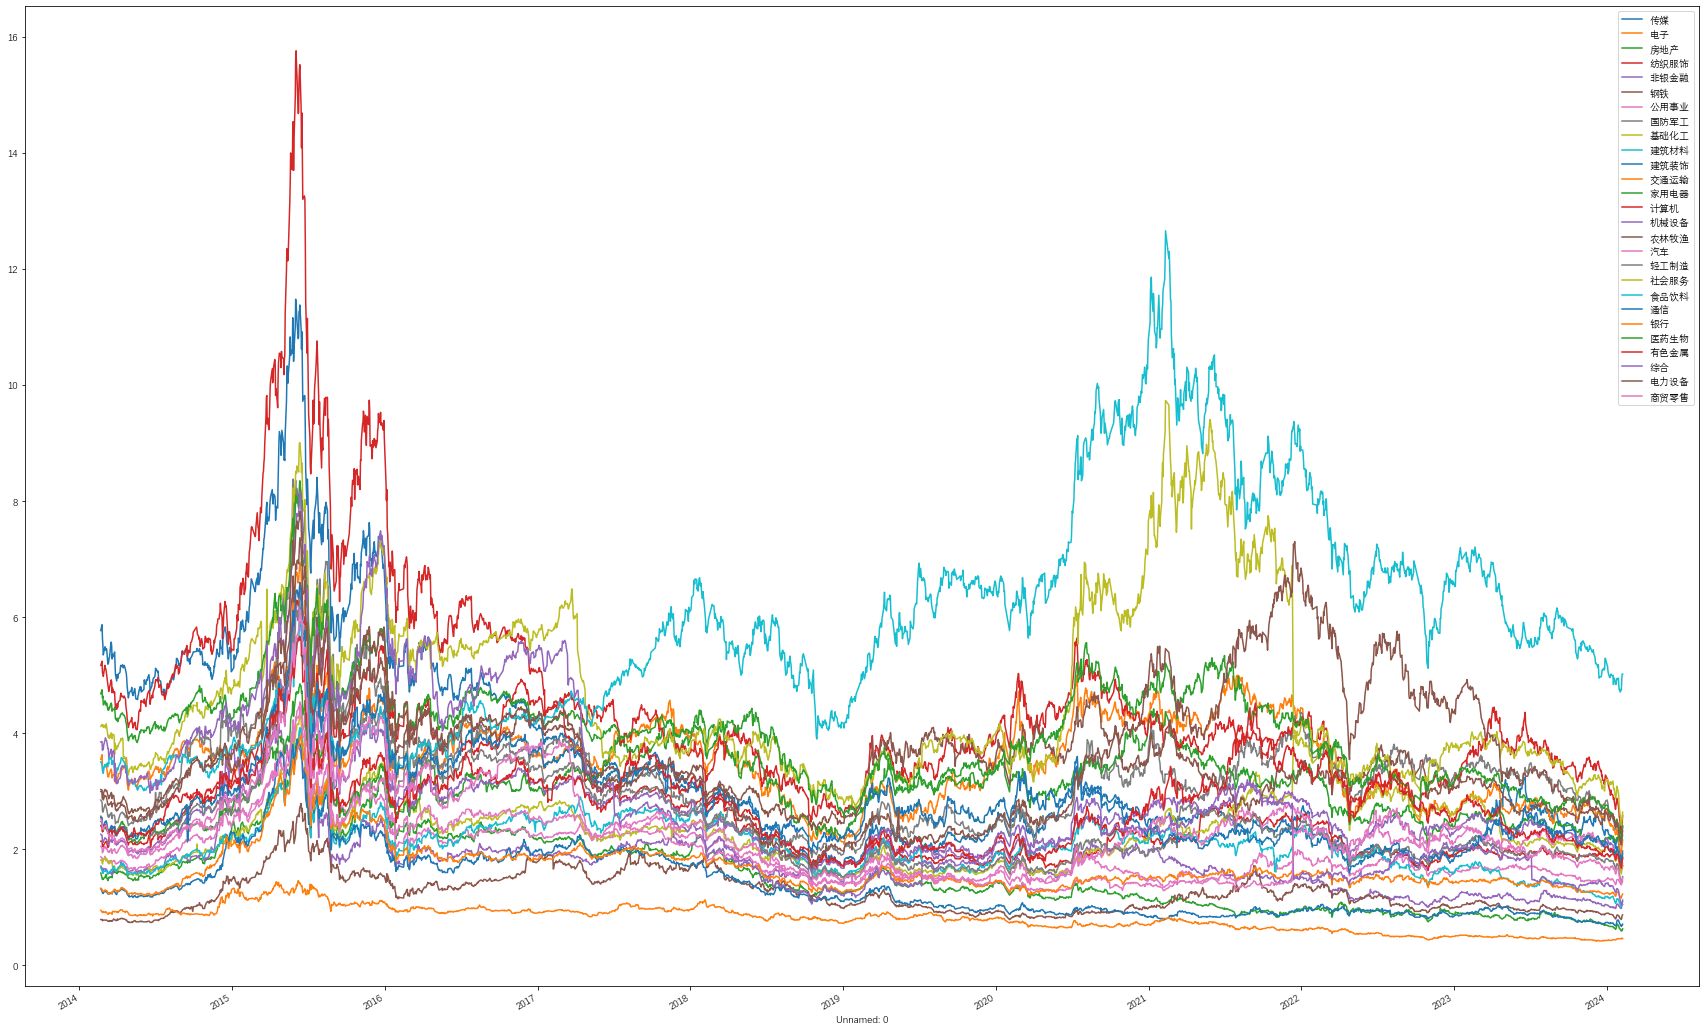 16
14
12
10
8
6
4
2
0
传媒
电子
房地产
纺织服饰
非银金融
钢铁
公用事业
国防军工
基础化工
建筑材料
建筑装饰
交通运输
家用电器
计算机
机械设备
农林牧渔
汽车
轻工制造
社会服务
食品饮料
通信
银行
医药生物
有色金属
综合
电力设备
商贸零售
2014
2015
2016
2017
2018
2019
2020
2021
2022
2023
2024
Unnamed: 0